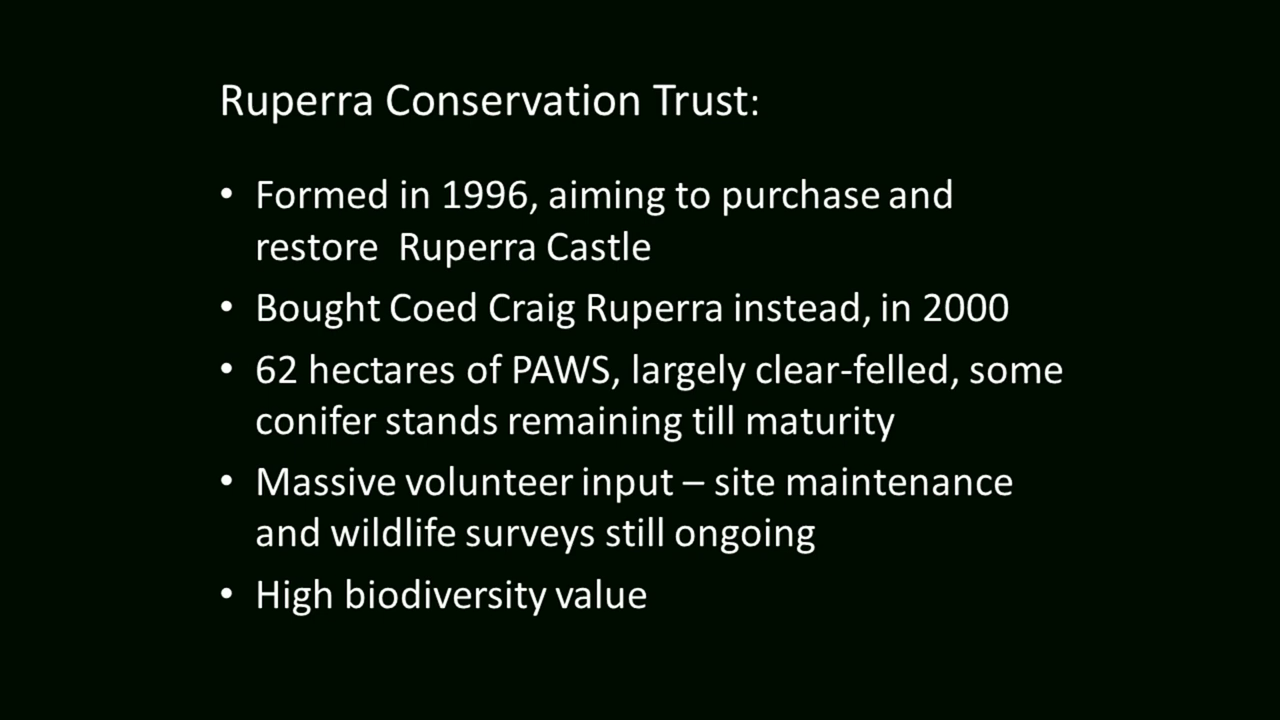 Ruperra Conservation Trust:
• Formed in 1996, aiming to purchase and
restore  Ruperra Castle
• Bought Coed Craig Ruperra instead, in 2000
• 62 hectares of PAWS, largely clear-felled, some
conifer stands remaining till maturity
• Massive volunteer input – site maintenance
and wildlife surveys still ongoing
• High biodiversity value